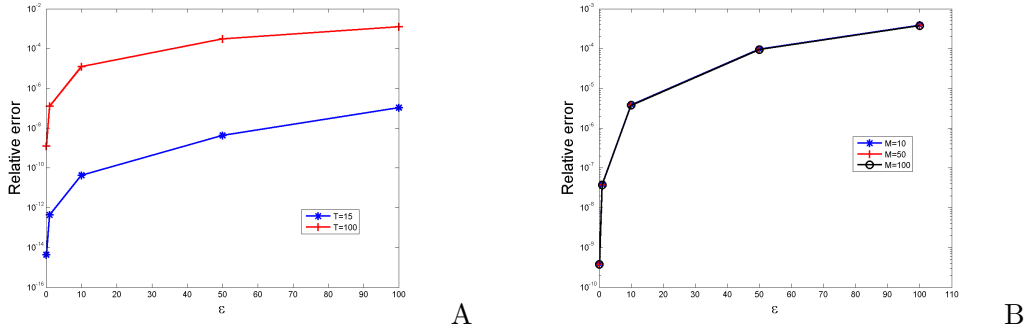 10^-2
10^-4
10^-6
10^-8
10^-10
10^-12
10^-14
10^-16
Relative error
0 10 20 30 40 50 60 70 80 90 100
ε
T=15
T=100
A
10^-3
10^-4
10^-5
10^-6
10^-7
10^-8
10^-9
10^-10
Relative error
0 10 20 30 40 50 60 70 80 90 100 110
ε
M=10
M=50
M=100
B